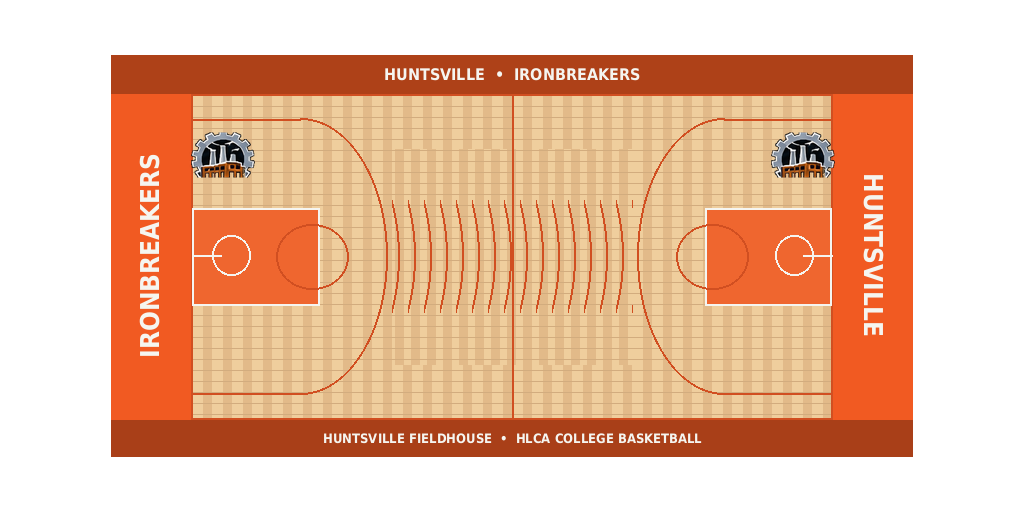 HUNTSVILLE • IRONBREAKERS
IRONBREAKERS
HUNTSVILLE
HUNTSVILLE FIELDHOUSE • HLCA COLLEGE BASKETBALL